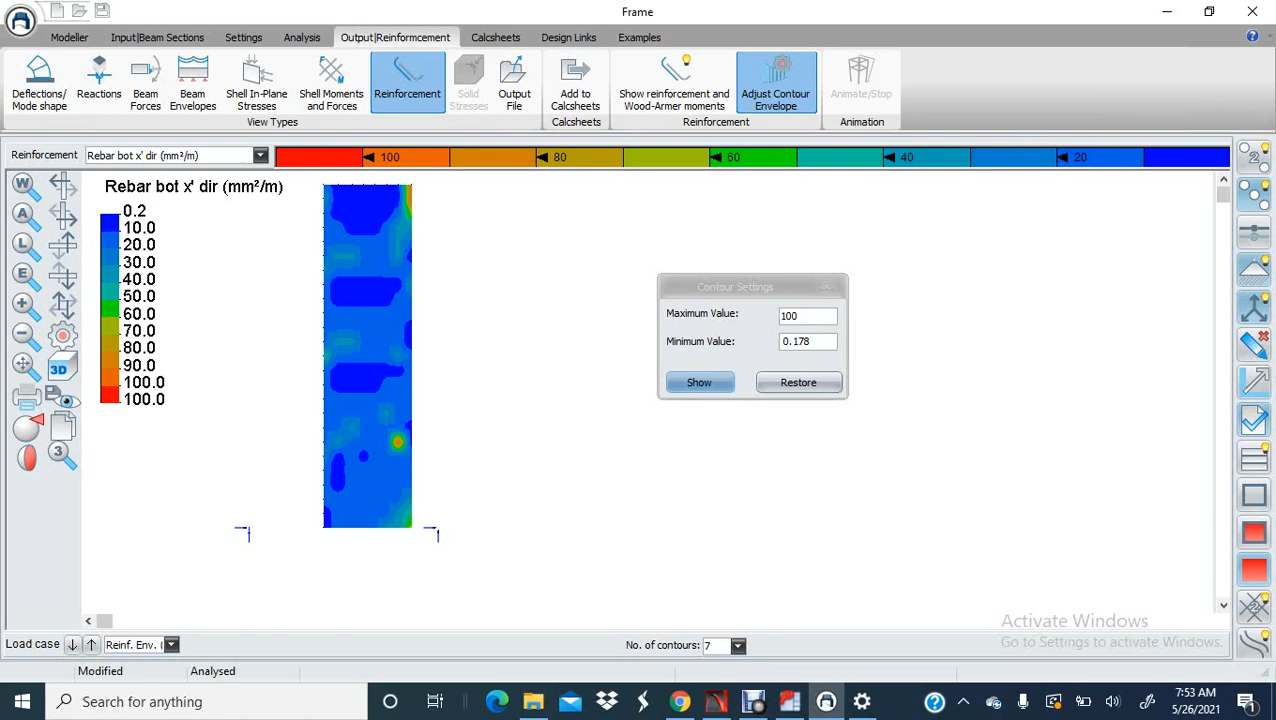 Frame
Modeller Input|Beam Sections Settings Analysis Output|Reinforcement Calcsheets Design Links Examples
Deflections/ Mode shape
Reactions
Beam Forces
Beam Envelopes
Shell In-Plane Stresses
Shell Moments and Forces
Reinforcement
Solid Stresses
Output File
Add to Calcsheets
Show reinforcement and Wood-Armer moments
Adjust Contour Envelope
Animate/Stop
View Types Calcsheets Reinforcement Animation
Reinforcement Rebar bot x' dir (mm²/m) 100 80 60 40 20
Rebar bot x' dir (mm²/m)
0.2
10.0
20.0
30.0
40.0
50.0
60.0
70.0
80.0
90.0
100.0
100.0
W
A
L
E
3D
3
2
2
Contour Settings
Maximum Value: 100
Minimum Value: 0.178
Show Restore
Activate Windows
Go to Settings to activate Windows.
Load case Reinf. Env. ( No. of contours: 7
Modified Analysed
Search for anything
7:53 AM
5/26/2021
1